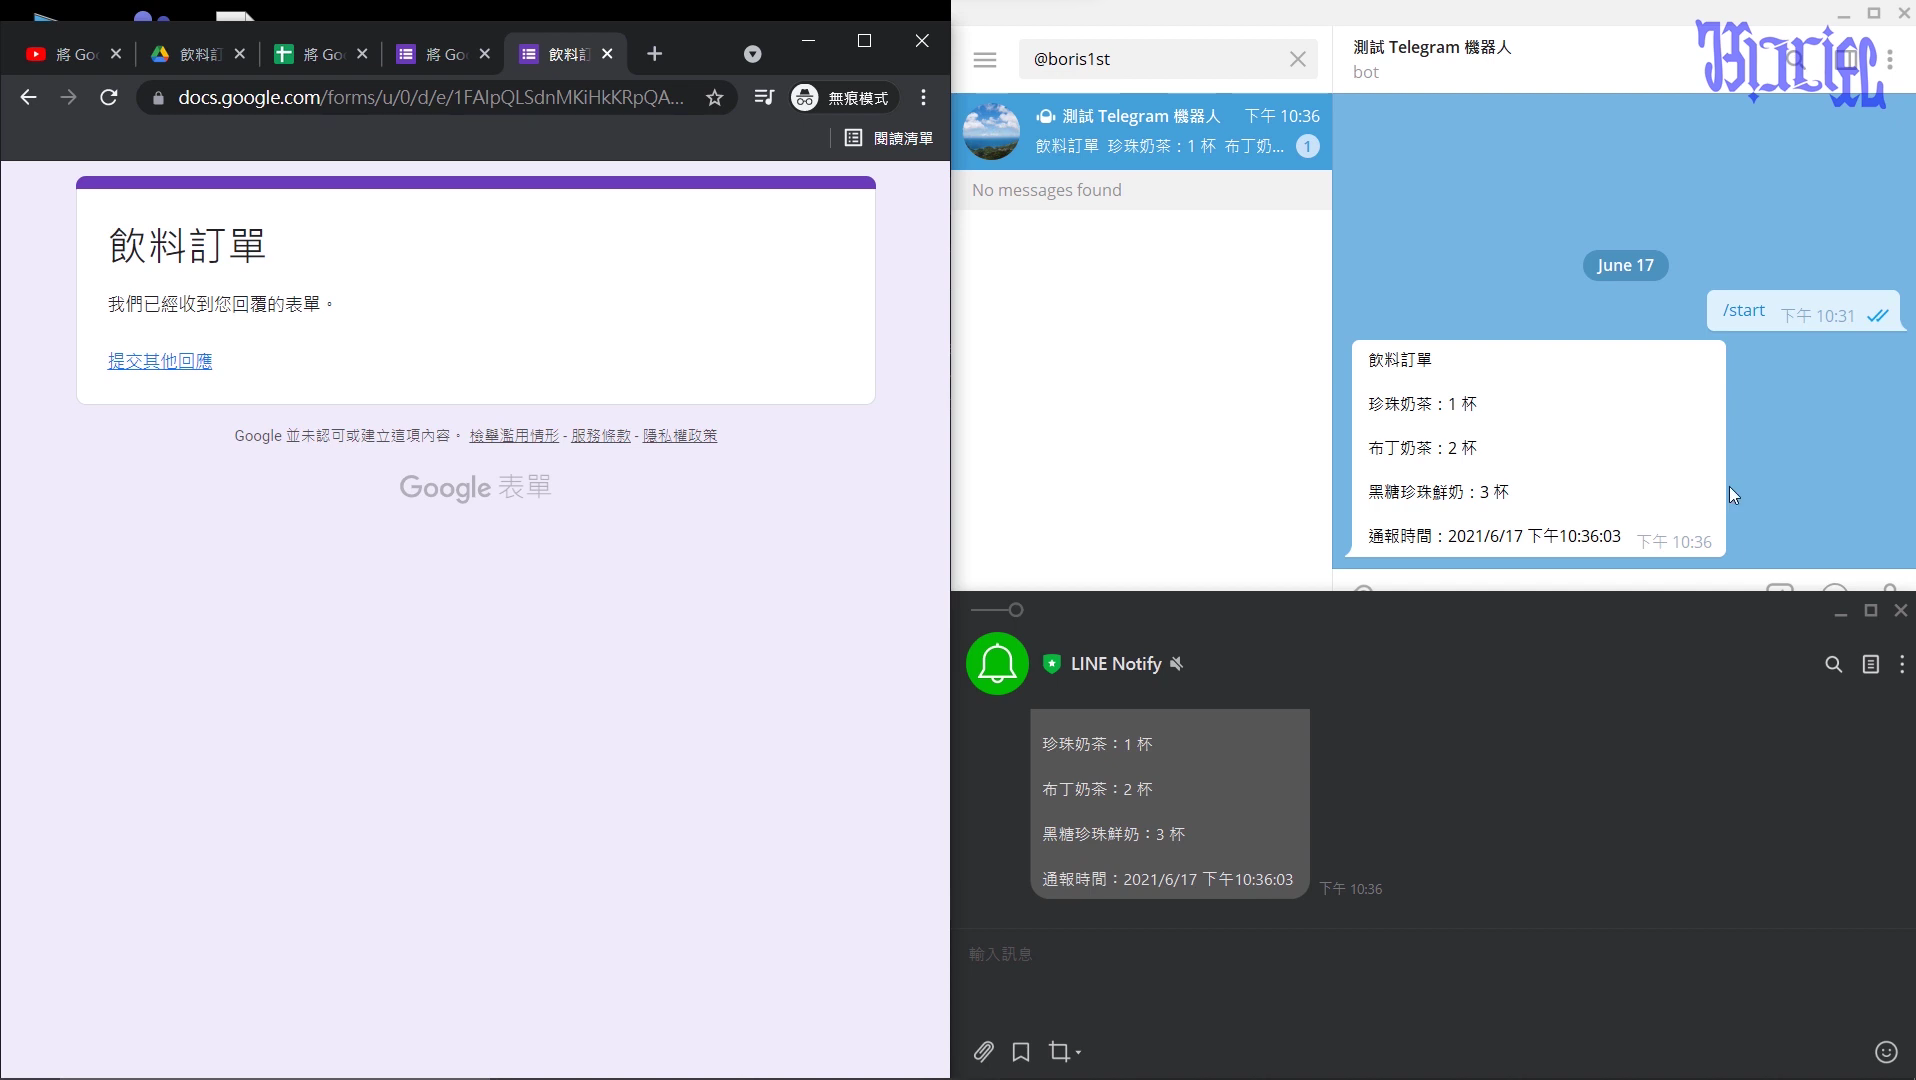 將 Goo
飲料訂
將 Go
將 Go
飲料訂
docs.google.com/forms/u/0/d/e/1FAIpQLSdnMKiHkKRpQA...
無痕模式
閱讀清單
飲料訂單
我們已經收到您回覆的表單。
提交其他回應
Google 並未認可或建立這項內容。 檢舉濫用情形 - 服務條款 - 隱私權政策
Google 表單
@boris1st
測試 Telegram 機器人 下午 10:36
飲料訂單 珍珠奶茶：1 杯 布丁奶... 1
No messages found
測試 Telegram 機器人
bot
June 17
/start 下午 10:31
飲料訂單
珍珠奶茶：1 杯
布丁奶茶：2 杯
黑糖珍珠鮮奶：3 杯
通報時間：2021/6/17 下午10:36:03 下午 10:36
LINE Notify
珍珠奶茶：1 杯
布丁奶茶：2 杯
黑糖珍珠鮮奶：3 杯
通報時間：2021/6/17 下午10:36:03
下午 10:36
輸入訊息